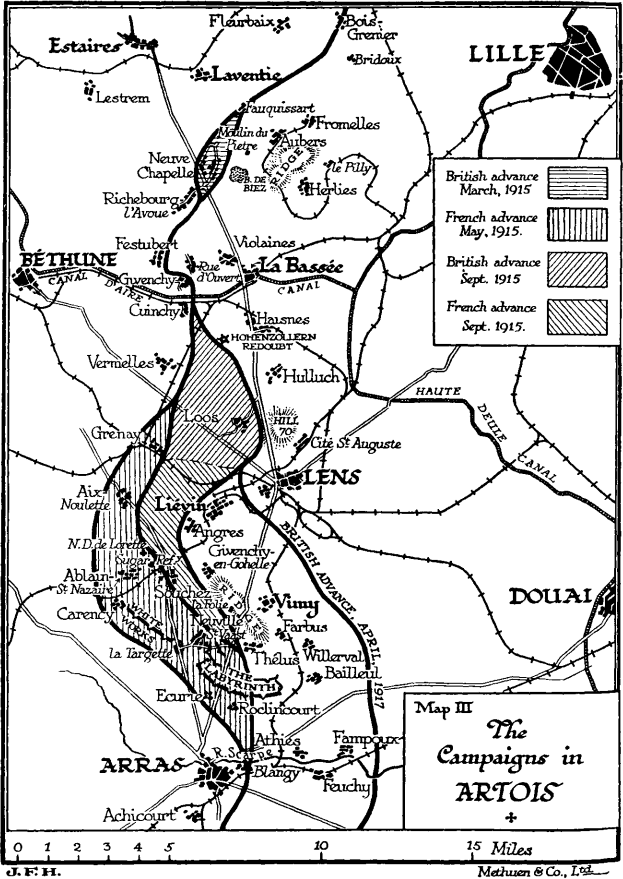 Fleurbaix
Bois-
Grenier
Estaires
Bridoux
LILLE
Laventie
Lestrem
Fauquissart
Fromelles
Moulin du
Pietre
Aubers
RIDGE
Neuve
Chapelle
le Pilly
B. DE
BIEZ
Herlies
Richebourg
l'Avoue
British advance
March, 1915
French advance
May, 1915.
British advance
Sept. 1915
French advance
Sept. 1915.
Festubert
Violaines
BÉTHUNE
Rue
d'Ouvert
La Bassée
CANAL
D'AIRE
Givenchy
CANAL
Cuinchy
Haisnes
HOHENZOLLERN
REDOUBT
Vermelles
Hulluch
HAUTE
DEULE
CANAL
Loos
HILL
70
Grenay
Cité St. Auguste
LENS
Aix-
Noulette
Liévin
Angres
N.D. de Lorette
Sugar Ref.y
Givenchy-
en-Gohelle
BRITISH ADVANCE APRIL 1917
Ablain-
St. Nazaire
Souchez
DOUAI
la Folie
RIDGE
Vimy
Carency
WHITE
WORKS
Neuville
St. Vaast
Farbus
la Targette
Thélus
Willerval
Bailleul
THE
LABYRINTH
Ecurie
Roclincourt
Map III
The
Campaigns in
ARTOIS
Athies
Fampoux
R. Scarpe
ARRAS
Blangy
Feuchy
Achicourt
0 1 2 3 4 5 10 15 Miles
J.F.H.
Methuen & Co., Ltd.